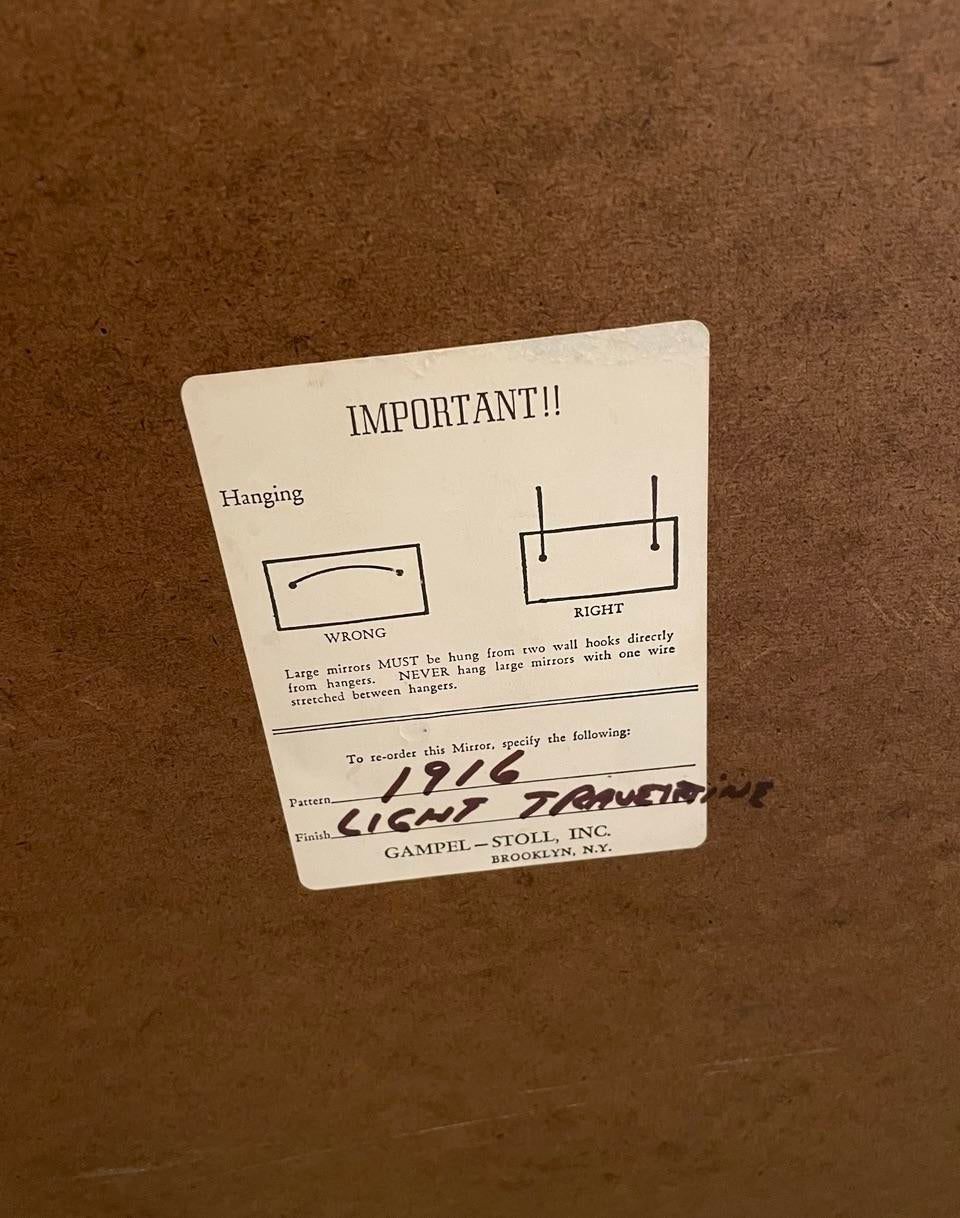 IMPORTANT!!
Hanging
WRONG
RIGHT
Large mirrors MUST be hung from two wall hooks direcrly
from hangers. NEVER hang large mirrors with one wire
stretched between hangers.
To re-order this Mirror, specify the following:
Pattern 1916
Finish LIGHT TRAVERTINE
GAMPEL-STOLL, INC.
BROOKLYN, N.Y.